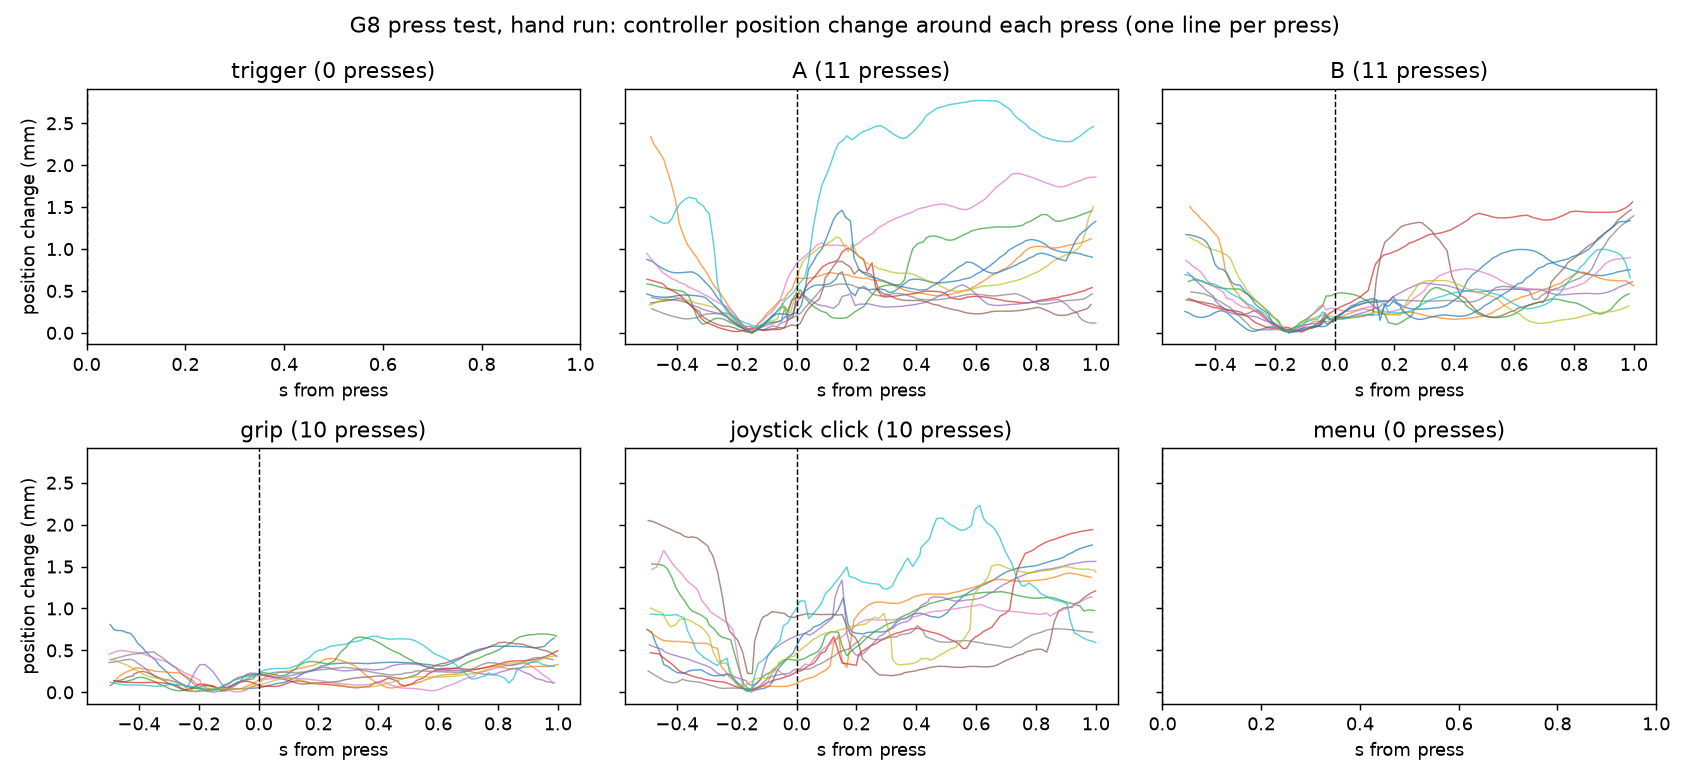 G8 press test, hand run: controller position change around each press (one line per press)
trigger (0 presses)
A (11 presses)
B (11 presses)
position change (mm)
2.5
2.0
1.5
1.0
0.5
0.0
0.0 0.2 0.4 0.6 0.8 1.0
−0.4 −0.2 0.0 0.2 0.4 0.6 0.8 1.0
−0.4 −0.2 0.0 0.2 0.4 0.6 0.8 1.0
s from press
s from press
s from press
grip (10 presses)
joystick click (10 presses)
menu (0 presses)
position change (mm)
2.5
2.0
1.5
1.0
0.5
0.0
−0.4 −0.2 0.0 0.2 0.4 0.6 0.8 1.0
−0.4 −0.2 0.0 0.2 0.4 0.6 0.8 1.0
0.0 0.2 0.4 0.6 0.8 1.0
s from press
s from press
s from press